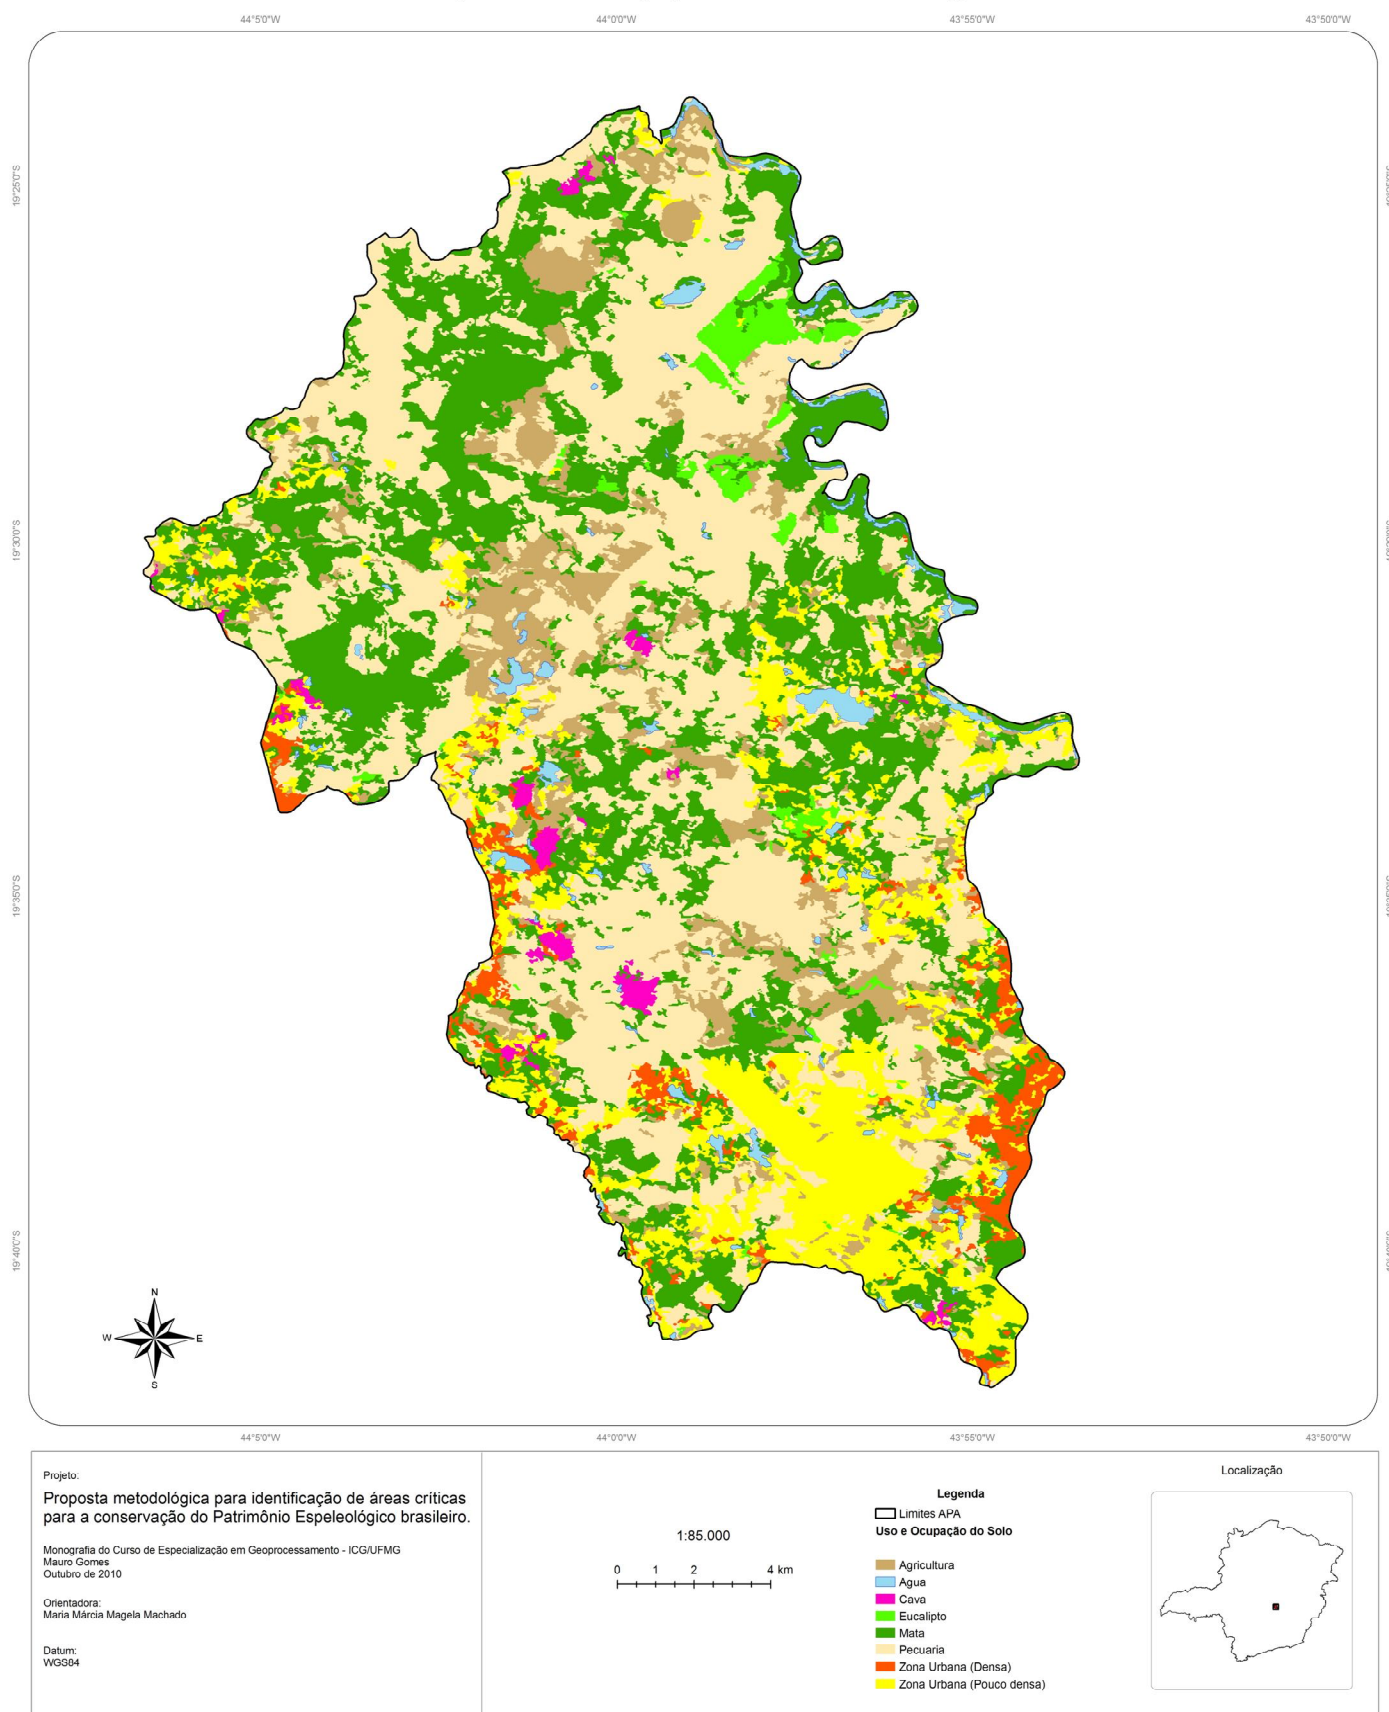 44°5'0"W 44°0'0"W 43°55'0"W 43°50'0"W
19°25'0"S
19°30'0"S
19°35'0"S
19°40'0"S
N
W E
S
44°5'0"W 44°0'0"W 43°55'0"W 43°50'0"W
Projeto:
Proposta metodológica para identificação de áreas críticas
para a conservação do Patrimônio Espeleológico brasileiro.
Monografia do Curso de Especialização em Geoprocessamento - ICG/UFMG
Mauro Gomes
Outubro de 2010
Orientadora:
Maria Márcia Magela Machado
Datum:
WGS84
1:85.000
0 1 2 4 km
Legenda
Limites APA
Uso e Ocupação do Solo
Agricultura
Agua
Cava
Eucalipto
Mata
Pecuaria
Zona Urbana (Densa)
Zona Urbana (Pouco densa)
Localização